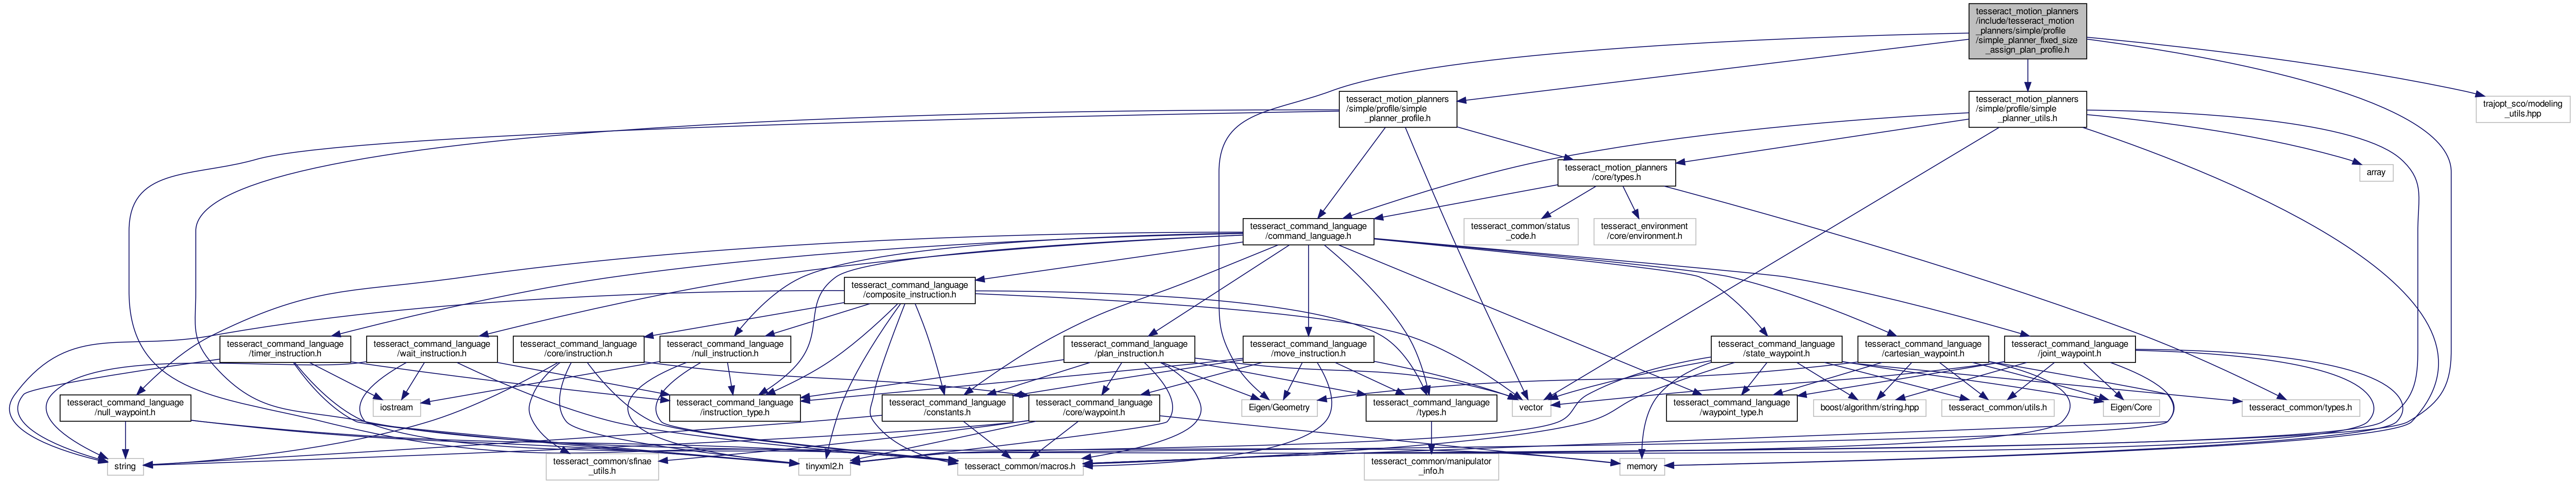 tesseract_motion_planners
/include/tesseract_motion
_planners/simple/profile
/simple_planner_fixed_size
_assign_plan_profile.h
tesseract_motion_planners
/simple/profile/simple
_planner_profile.h
tesseract_motion_planners
/simple/profile/simple
_planner_utils.h
trajopt_sco/modeling
_utils.hpp
tesseract_motion_planners
/core/types.h
array
tesseract_command_language
/command_language.h
tesseract_common/status
_code.h
tesseract_environment
/core/environment.h
tesseract_command_language
/composite_instruction.h
tesseract_command_language
/timer_instruction.h
tesseract_command_language
/wait_instruction.h
tesseract_command_language
/core/instruction.h
tesseract_command_language
/null_instruction.h
tesseract_command_language
/plan_instruction.h
tesseract_command_language
/move_instruction.h
tesseract_command_language
/state_waypoint.h
tesseract_command_language
/cartesian_waypoint.h
tesseract_command_language
/joint_waypoint.h
tesseract_command_language
/null_waypoint.h
iostream
tesseract_command_language
/instruction_type.h
tesseract_command_language
/constants.h
tesseract_command_language
/core/waypoint.h
Eigen/Geometry
tesseract_command_language
/types.h
vector
tesseract_command_language
/waypoint_type.h
boost/algorithm/string.hpp
tesseract_common/utils.h
Eigen/Core
tesseract_common/types.h
string
tesseract_common/sfinae
_utils.h
tinyxml2.h
tesseract_common/macros.h
tesseract_common/manipulator
_info.h
memory